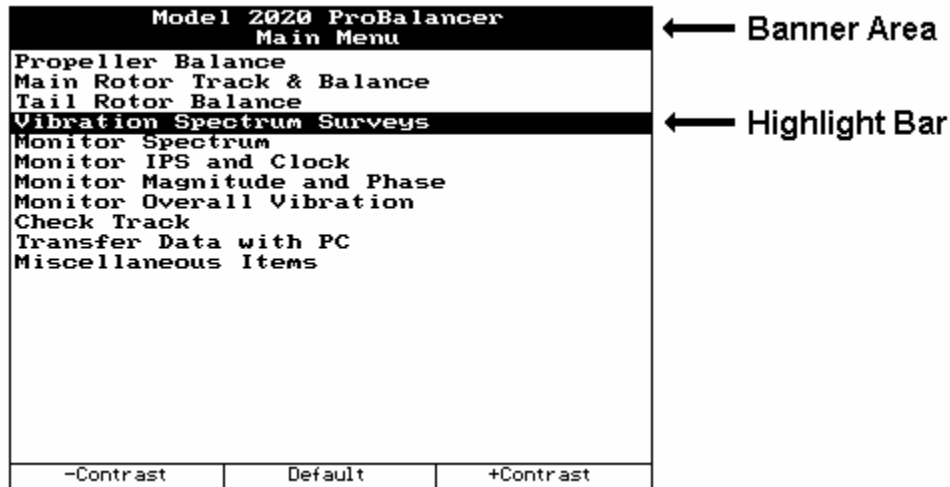 Model 2020 ProBalancer
Main Menu
Banner Area
Propeller Balance
Main Rotor Track & Balance
Tail Rotor Balance
Vibration Spectrum Surveys
Highlight Bar
Monitor Spectrum
Monitor IPS and Clock
Monitor Magnitude and Phase
Monitor Overall Vibration
Check Track
Transfer Data with PC
Miscellaneous Items
-Contrast Default +Contrast